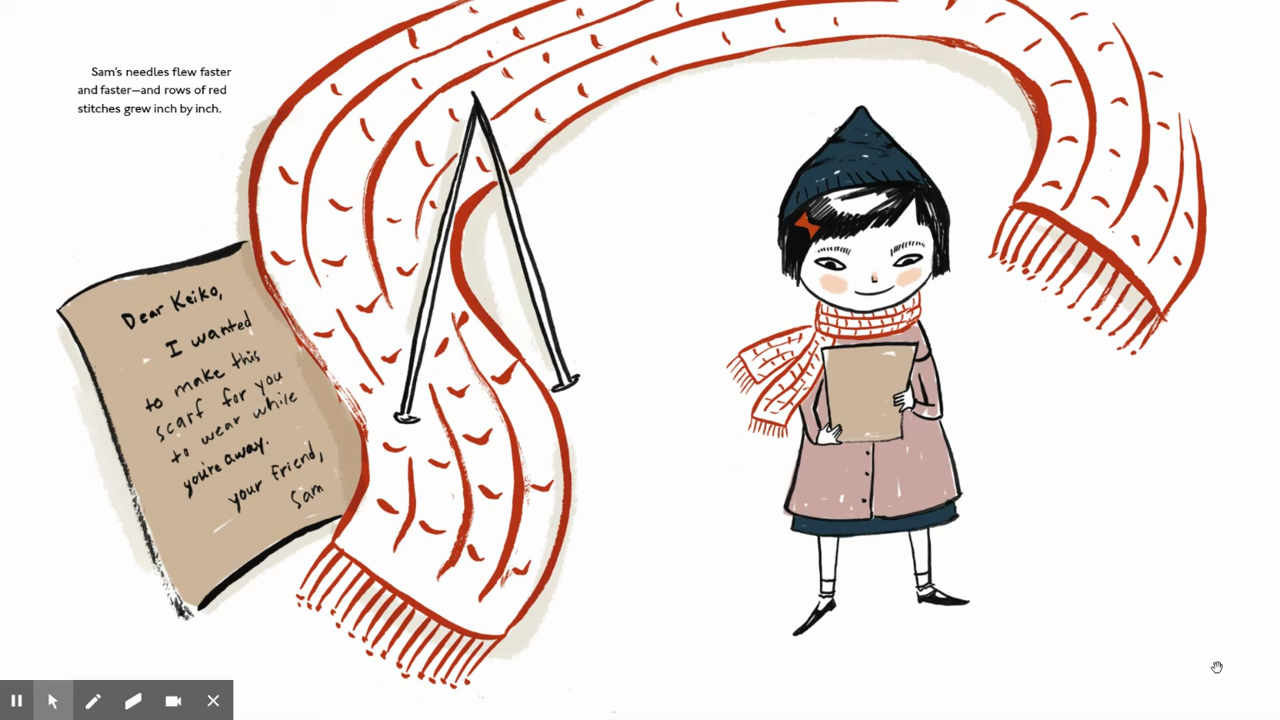 Sam's needles flew faster
and faster—and rows of red
stitches grew inch by inch.
Dear Keiko,
I wanted
to make this
scarf for you
to wear while
you're away.
your friend,
Sam